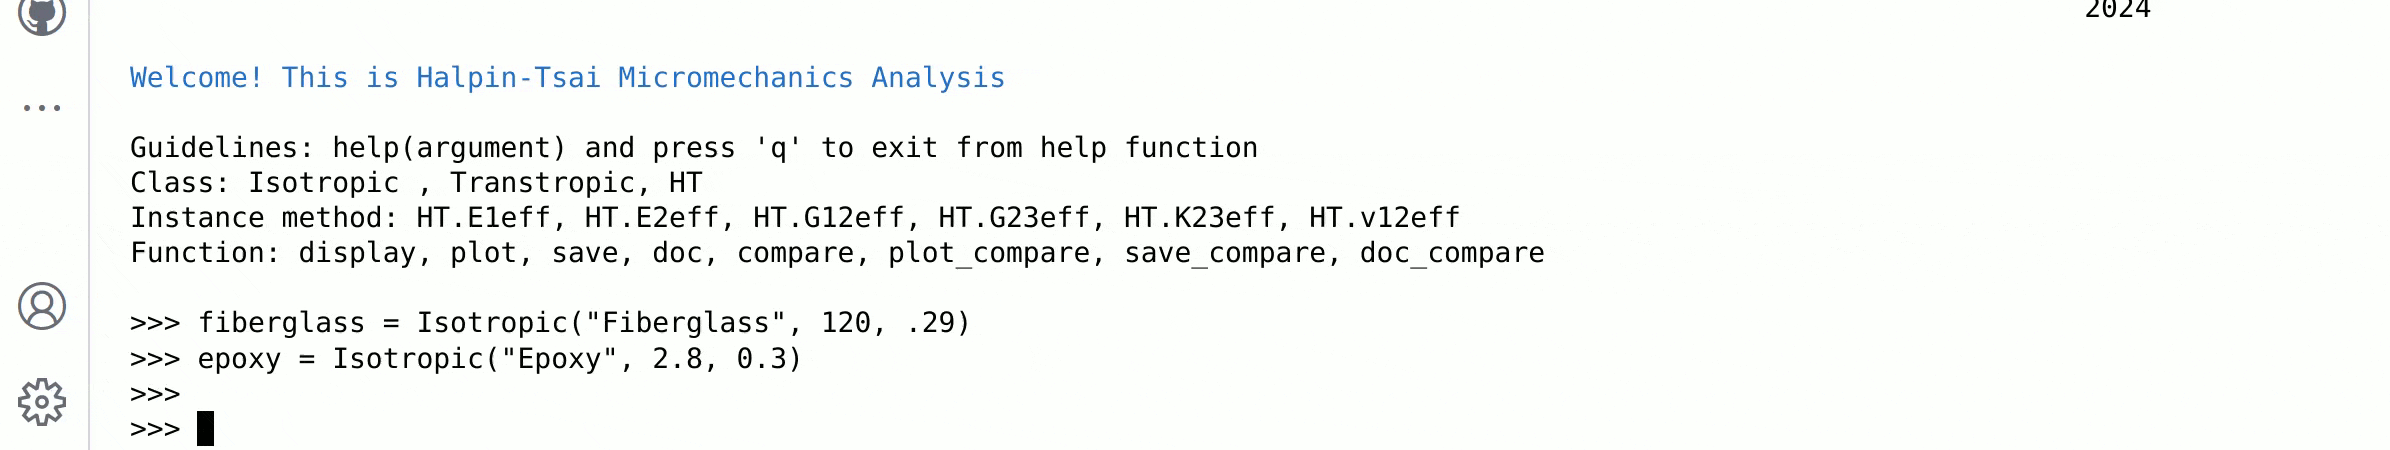 2024
Welcome! This is Halpin-Tsai Micromechanics Analysis
Guidelines: help(argument) and press 'q' to exit from help function
Class: Isotropic , Transtropic, HT
Instance method: HT.E1eff, HT.E2eff, HT.G12eff, HT.G23eff, HT.K23eff, HT.v12eff
Function: display, plot, save, doc, compare, plot_compare, save_compare, doc_compare
>>> fiberglass = Isotropic("Fiberglass", 120, .29)
>>> epoxy = Isotropic("Epoxy", 2.8, 0.3)
>>>
>>>